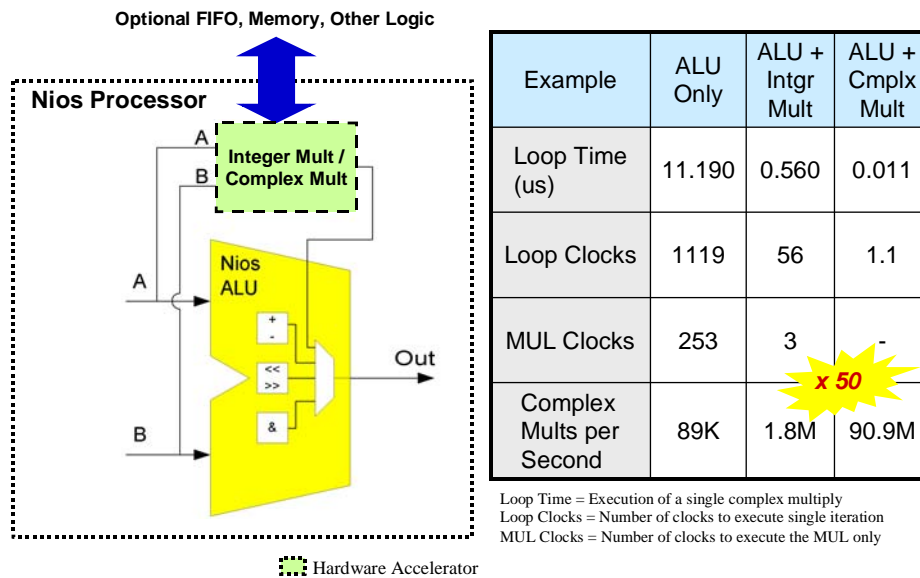 Optional FIFO, Memory, Other Logic
Nios Processor
A
B
Integer Mult /
Complex Mult
Nios
ALU
A
B
+
-
<<
>>
&
Out
Hardware Accelerator
Example
ALU
Only
ALU +
Intgr
Mult
ALU +
Cmplx
Mult
Loop Time
(us)
11.190
0.560
0.011
Loop Clocks
1119
56
1.1
MUL Clocks
253
3
-
x 50
Complex
Mults per
Second
89K
1.8M
90.9M
Loop Time = Execution of a single complex multiply
Loop Clocks = Number of clocks to execute single iteration
MUL Clocks = Number of clocks to execute the MUL only